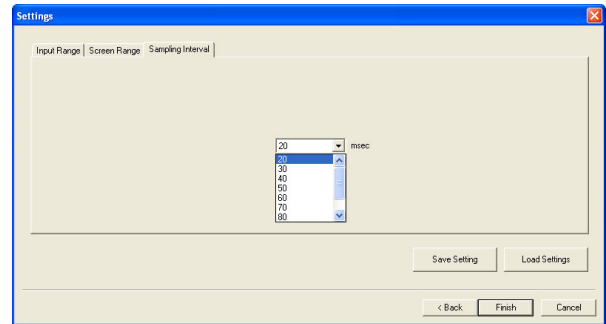 Settings
Input Range Screen Range Sampling Interval
20 msec
20
30
40
50
60
70
80
Save Setting Load Settings
< Back Finish Cancel